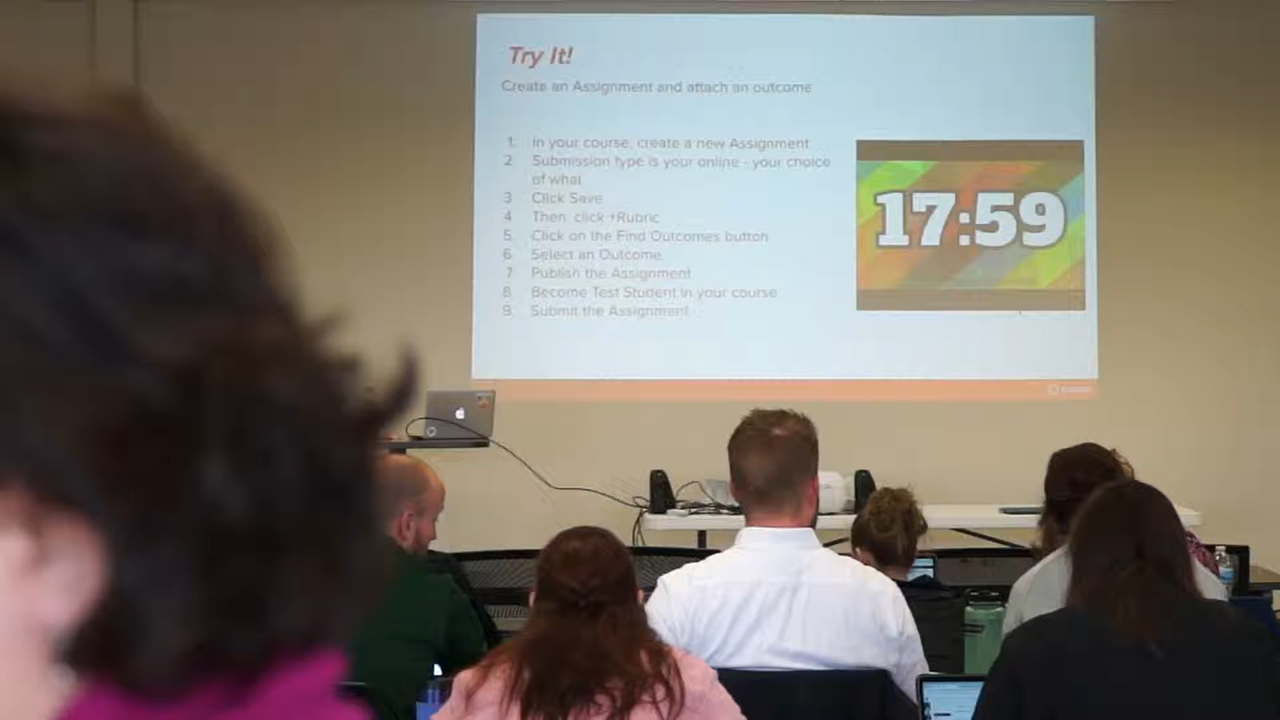 Try It!
Create an Assignment and attach an outcome
1. In your course, create a new Assignment
2. Submission type is your online - your choice
of what
3. Click Save
4. Then, click +Rubric
5. Click on the Find Outcomes button
6. Select an Outcome
7. Publish the Assignment
8. Become Test Student in your course
9. Submit the Assignment
17:59